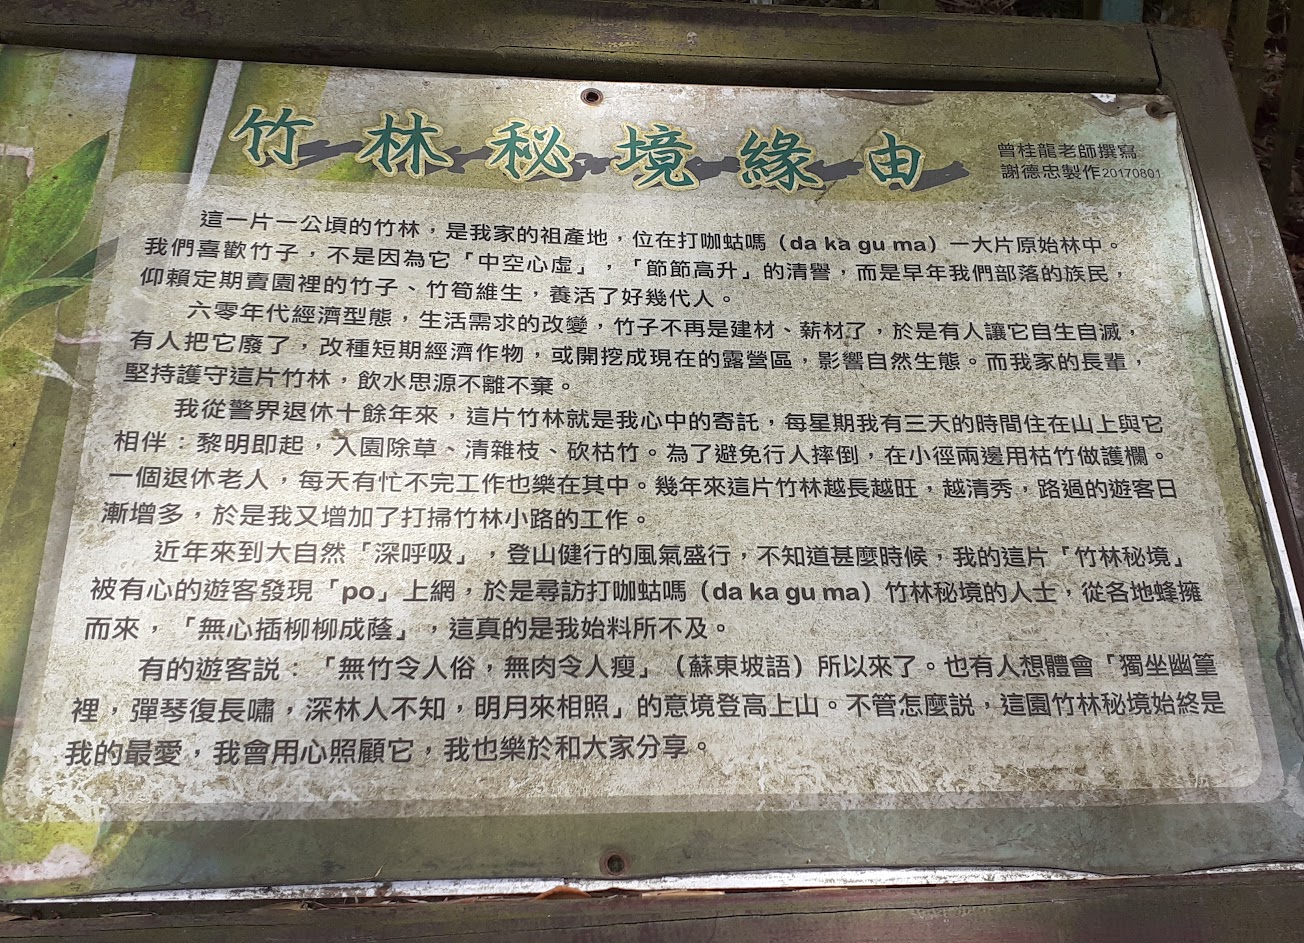 竹林秘境緣由
曾桂龍老師撰寫
謝德忠製作20170801
這一片一公頃的竹林，是我家的祖產地，位在打咖蛄嗎（da ka gu ma）一大片原始林中。
我們喜歡竹子，不是因為它「中空心虛」，「節節高升」的清譽，而是早年我們部落的族民，
仰賴定期賣園裡的竹子、竹筍維生，養活了好幾代人。
六零年代經濟型態，生活需求的改變，竹子不再是建材、薪材了，於是有人讓它自生自滅，
有人把它廢了，改種短期經濟作物，或開挖成現在的露營區，影響自然生態。而我家的長輩，
堅持護守這片竹林，飲水思源不離不棄。
我從警界退休十餘年來，這片竹林就是我心中的寄託，每星期我有三天的時間住在山上與它
相伴：黎明即起，入園除草、清雜枝、砍枯竹。為了避免行人摔倒，在小徑兩邊用枯竹做護欄。
一個退休老人，每天有忙不完工作也樂在其中。幾年來這片竹林越長越旺，越清秀，路過的遊客日
漸增多，於是我又增加了打掃竹林小路的工作。
近年來到大自然「深呼吸」，登山健行的風氣盛行，不知道甚麼時候，我的這片「竹林秘境」
被有心的遊客發現「po」上網，於是尋訪打咖蛄嗎（da ka gu ma）竹林秘境的人士，從各地蜂擁
而來，「無心插柳柳成蔭」，這真的是我始料所不及。
有的遊客説：「無竹令人俗，無肉令人瘦」（蘇東坡語）所以來了。也有人想體會「獨坐幽篁
裡，彈琴復長嘯，深林人不知，明月來相照」的意境登高上山。不管怎麼説，這園竹林秘境始終是
我的最愛，我會用心照顧它，我也樂於和大家分享。